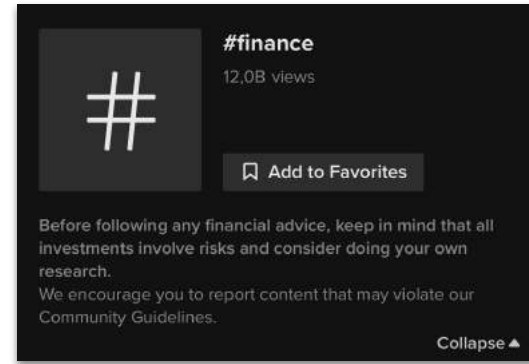 #
#finance
12,0B views
Add to Favorites
Before following any financial advice, keep in mind that all
investments involve risks and consider doing your own
research.
We encourage you to report content that may violate our
Community Guidelines.
Collapse